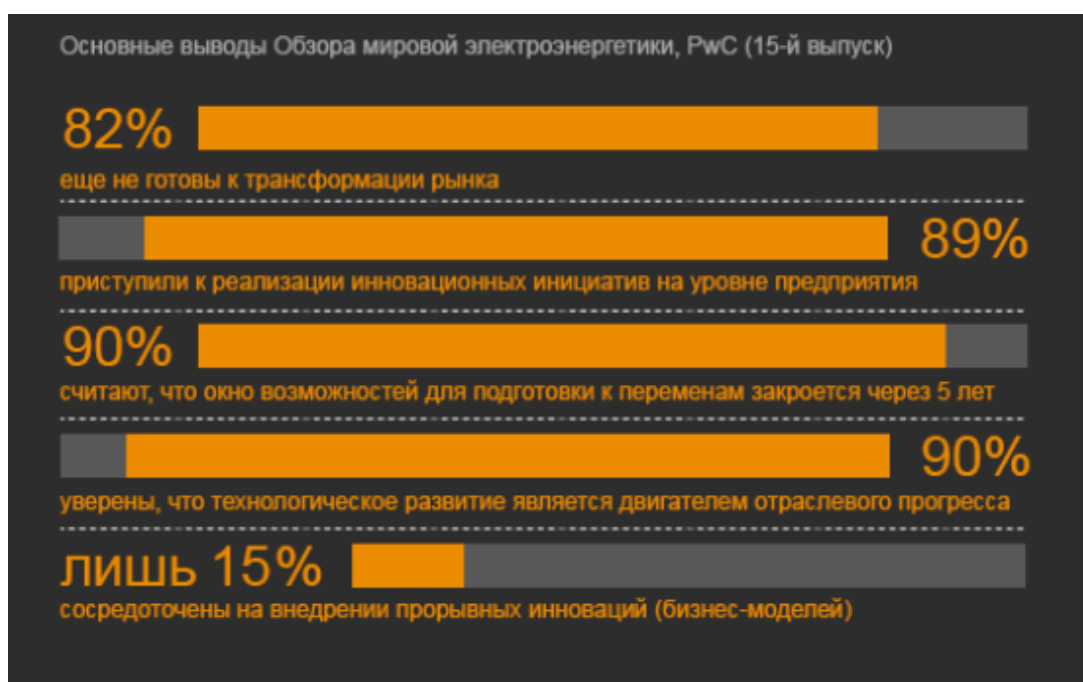 Основные выводы Обзора мировой электроэнергетики, PwC (15-й выпуск)
82%
еще не готовы к трансформации рынка
89%
приступили к реализации инновационных инициатив на уровне предприятия
90%
считают, что окно возможностей для подготовки к переменам закроется через 5 лет
90%
уверены, что технологическое развитие является двигателем отраслевого прогресса
лишь 15%
сосредоточены на внедрении прорывных инноваций (бизнес-моделей)